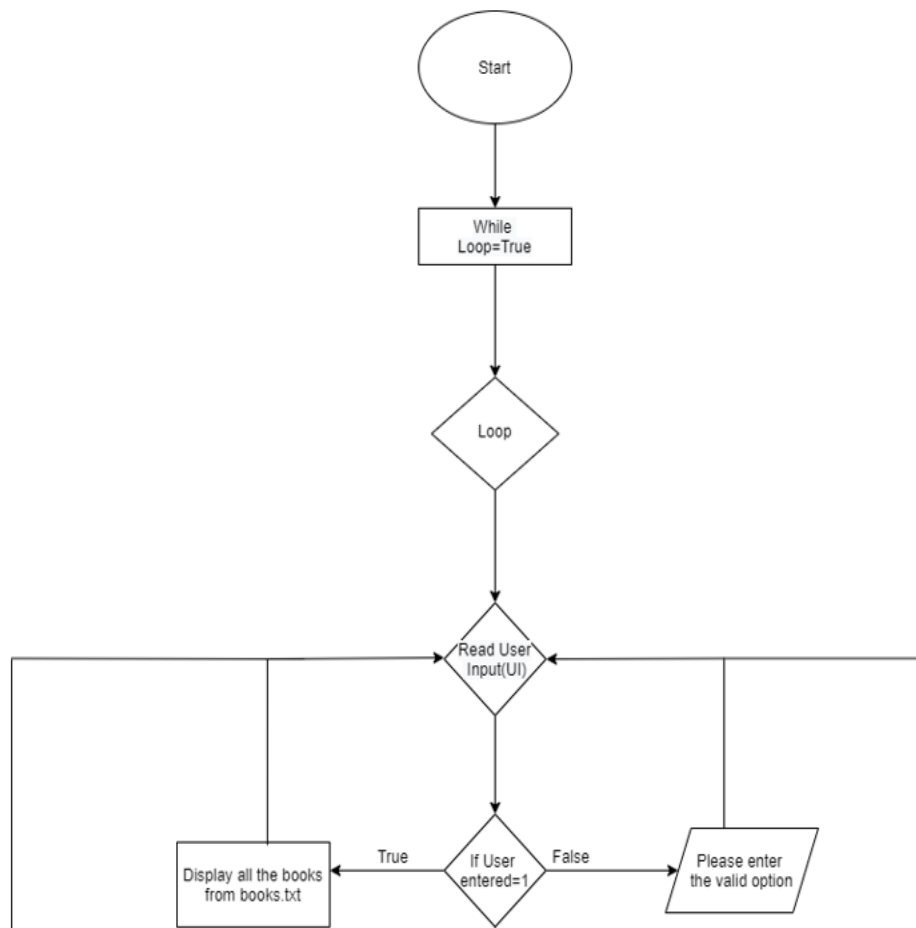 Start
While
Loop=True
Loop
Read User
Input(UI)
True
If User
entered=1
False
Display all the books
from books.txt
Please enter
the valid option